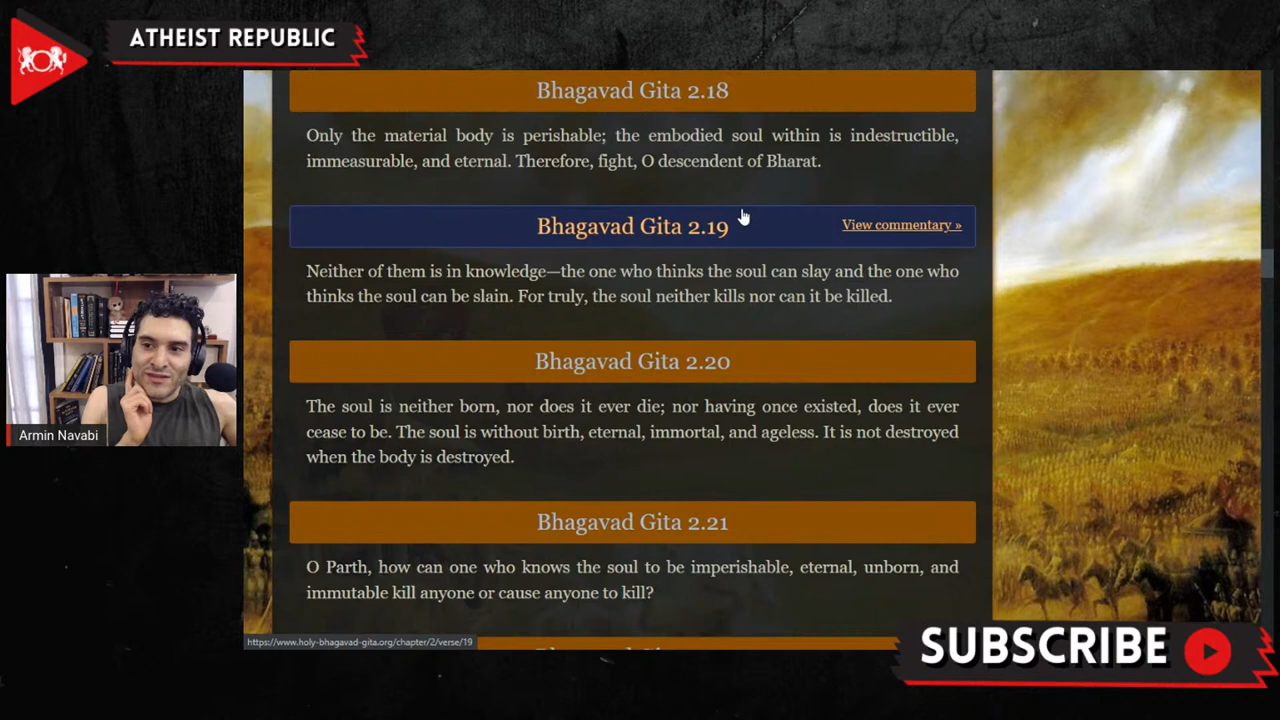 ATHEIST REPUBLIC
Bhagavad Gita 2.18
Only the material body is perishable; the embodied soul within is indestructible,
immeasurable, and eternal. Therefore, fight, O descendent of Bharat.
Bhagavad Gita 2.19
View commentary »
Neither of them is in knowledge—the one who thinks the soul can slay and the one who
thinks the soul can be slain. For truly, the soul neither kills nor can it be killed.
Bhagavad Gita 2.20
The soul is neither born, nor does it ever die; nor having once existed, does it ever
cease to be. The soul is without birth, eternal, immortal, and ageless. It is not destroyed
when the body is destroyed.
Armin Navabi
Bhagavad Gita 2.21
O Parth, how can one who knows the soul to be imperishable, eternal, unborn, and
immutable kill anyone or cause anyone to kill?
https://www.holy-bhagavad-gita.org/chapter/2/verse/19
SUBSCRIBE